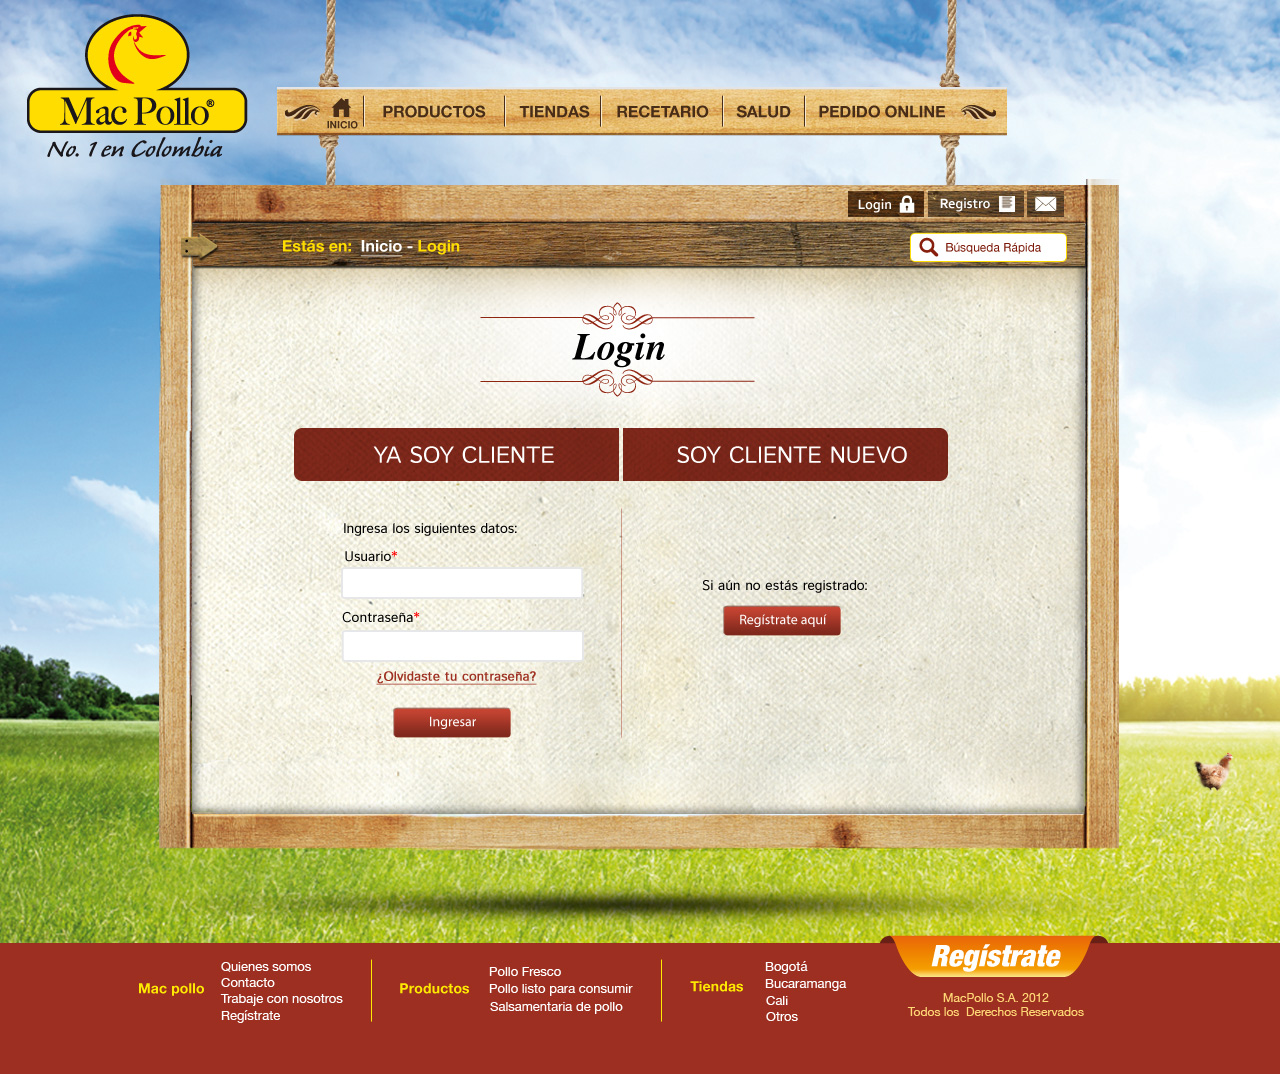 Mac Pollo®
No. 1 en Colombia
INICIO
PRODUCTOS
TIENDAS
RECETARIO
SALUD
PEDIDO ONLINE
Login
Registro
Estás en: Inicio - Login
Búsqueda Rápida
Login
YA SOY CLIENTE
SOY CLIENTE NUEVO
Ingresa los siguientes datos:
Usuario*
Contraseña*
¿Olvidaste tu contraseña?
Ingresar
Si aún no estás registrado:
Regístrate aquí
Mac pollo
Quienes somos
Contacto
Trabaje con nosotros
Regístrate
Productos
Pollo Fresco
Pollo listo para consumir
Salsamentaria de pollo
Tiendas
Bogotá
Bucaramanga
Cali
Otros
Regístrate
MacPollo S.A. 2012
Todos los Derechos Reservados